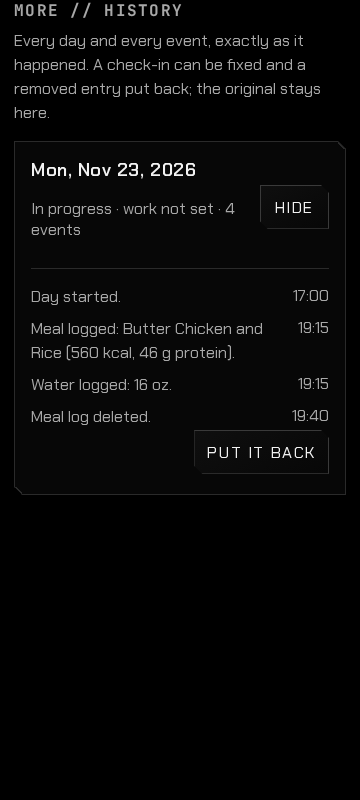 MORE // HISTORY
Every day and every event, exactly as it
happened. A check-in can be fixed and a
removed entry put back; the original stays
here.
Mon, Nov 23, 2026
In progress · work not set · 4
events
HIDE
Day started. 17:00
Meal logged: Butter Chicken and 19:15
Rice (560 kcal, 46 g protein).
Water logged: 16 oz. 19:15
Meal log deleted. 19:40
PUT IT BACK